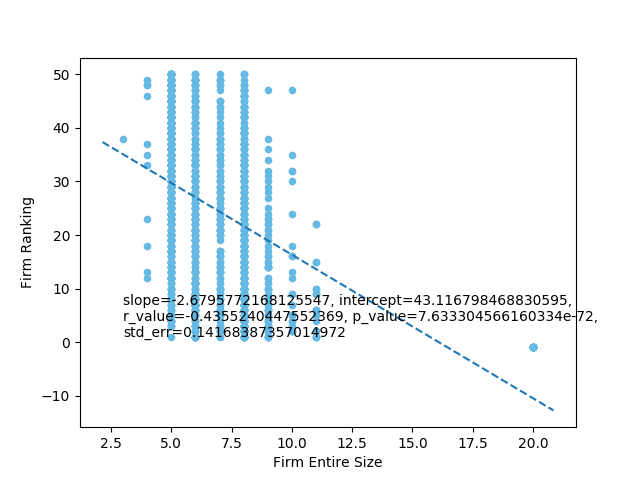 50
40
30
20
10
0
−10
Firm Ranking
slope=-2.6795772168125547, intercept=43.116798468830595,
r_value=-0.4355240447552369, p_value=7.633304566160334e-72,
std_err=0.14168387357014972
2.5 5.0 7.5 10.0 12.5 15.0 17.5 20.0
Firm Entire Size